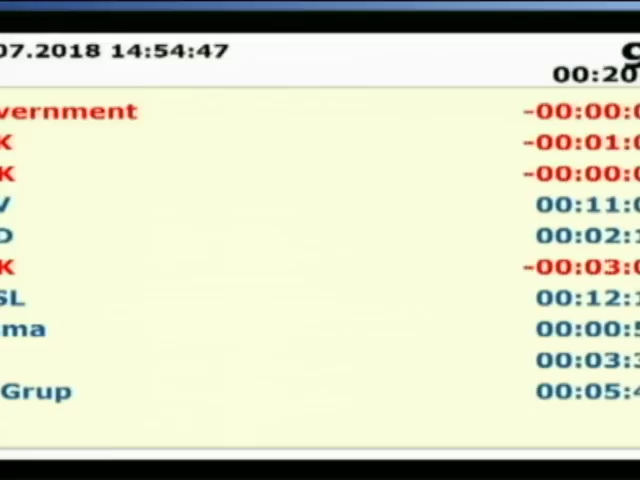 07.2018 14:54:47
00:20
vernment -00:00:0
K -00:01:0
K -00:00:0
V 00:11:0
D 00:02:1
K -00:03:0
SL 00:12:1
ma 00:00:5
00:03:3
Grup 00:05:4